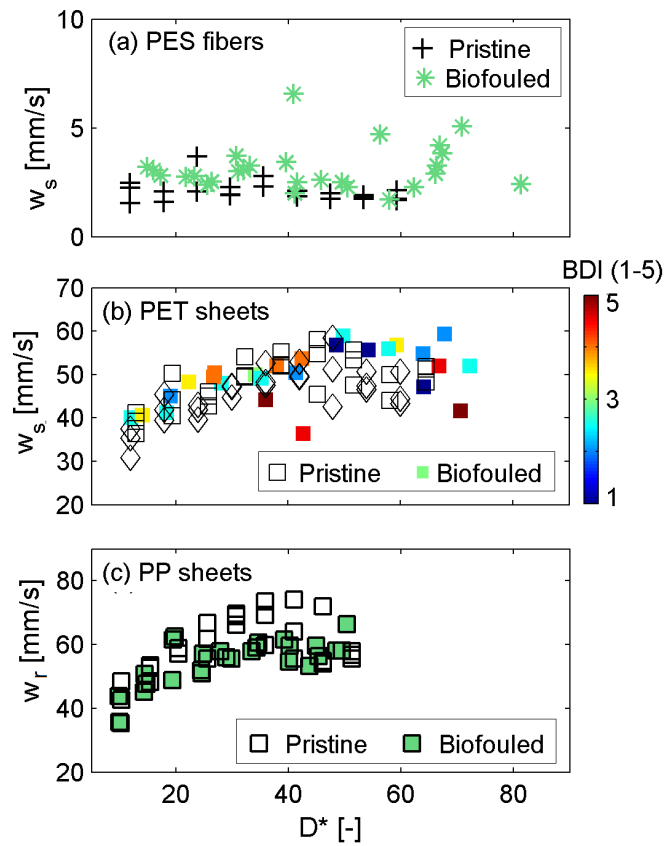 10
(a) PES fibers
Pristine
Biofouled
5
0
w_s [mm/s]
70
(b) PET sheets
60
50
40
30
20
w_s [mm/s]
Pristine
Biofouled
BDI (1-5)
5
3
1
100
(c) PP sheets
80
60
40
20
w_r [mm/s]
Pristine
Biofouled
20 40 60 80
D* [-]